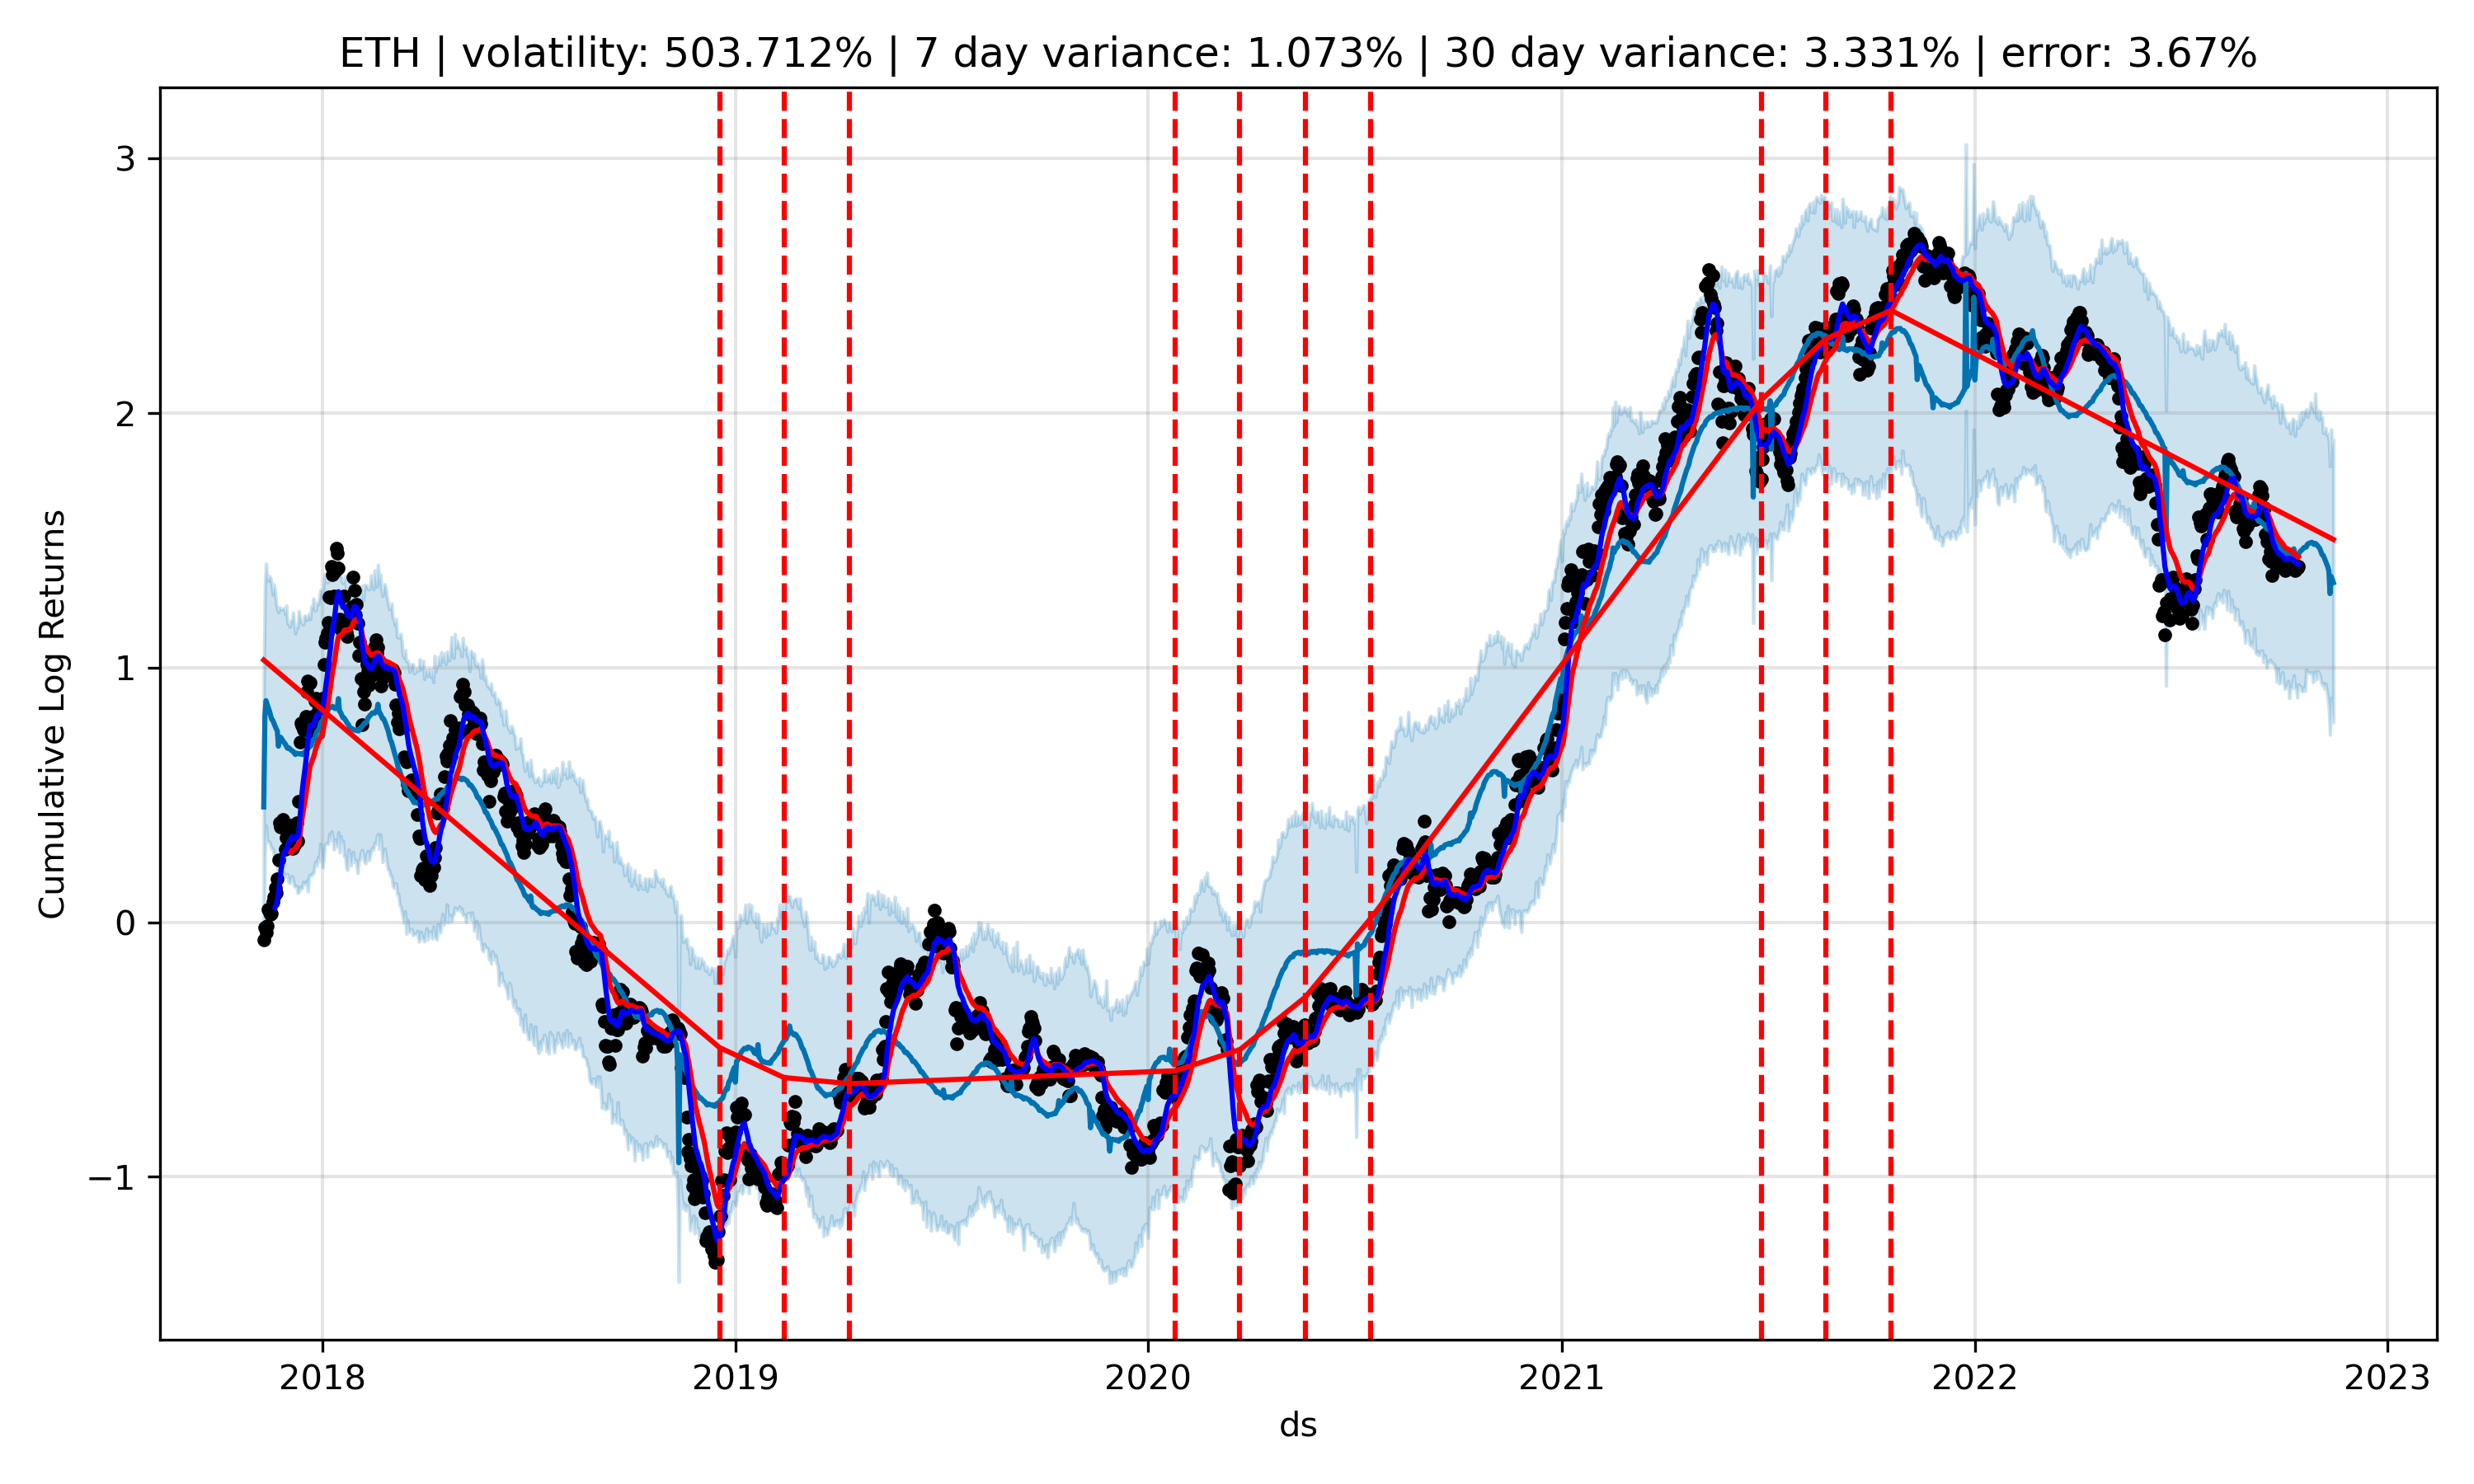 ETH | volatility: 503.712% | 7 day variance: 1.073% | 30 day variance: 3.331% | error: 3.67%
Cumulative Log Returns
3
2
1
0
−1
2018 2019 2020 2021 2022 2023
ds